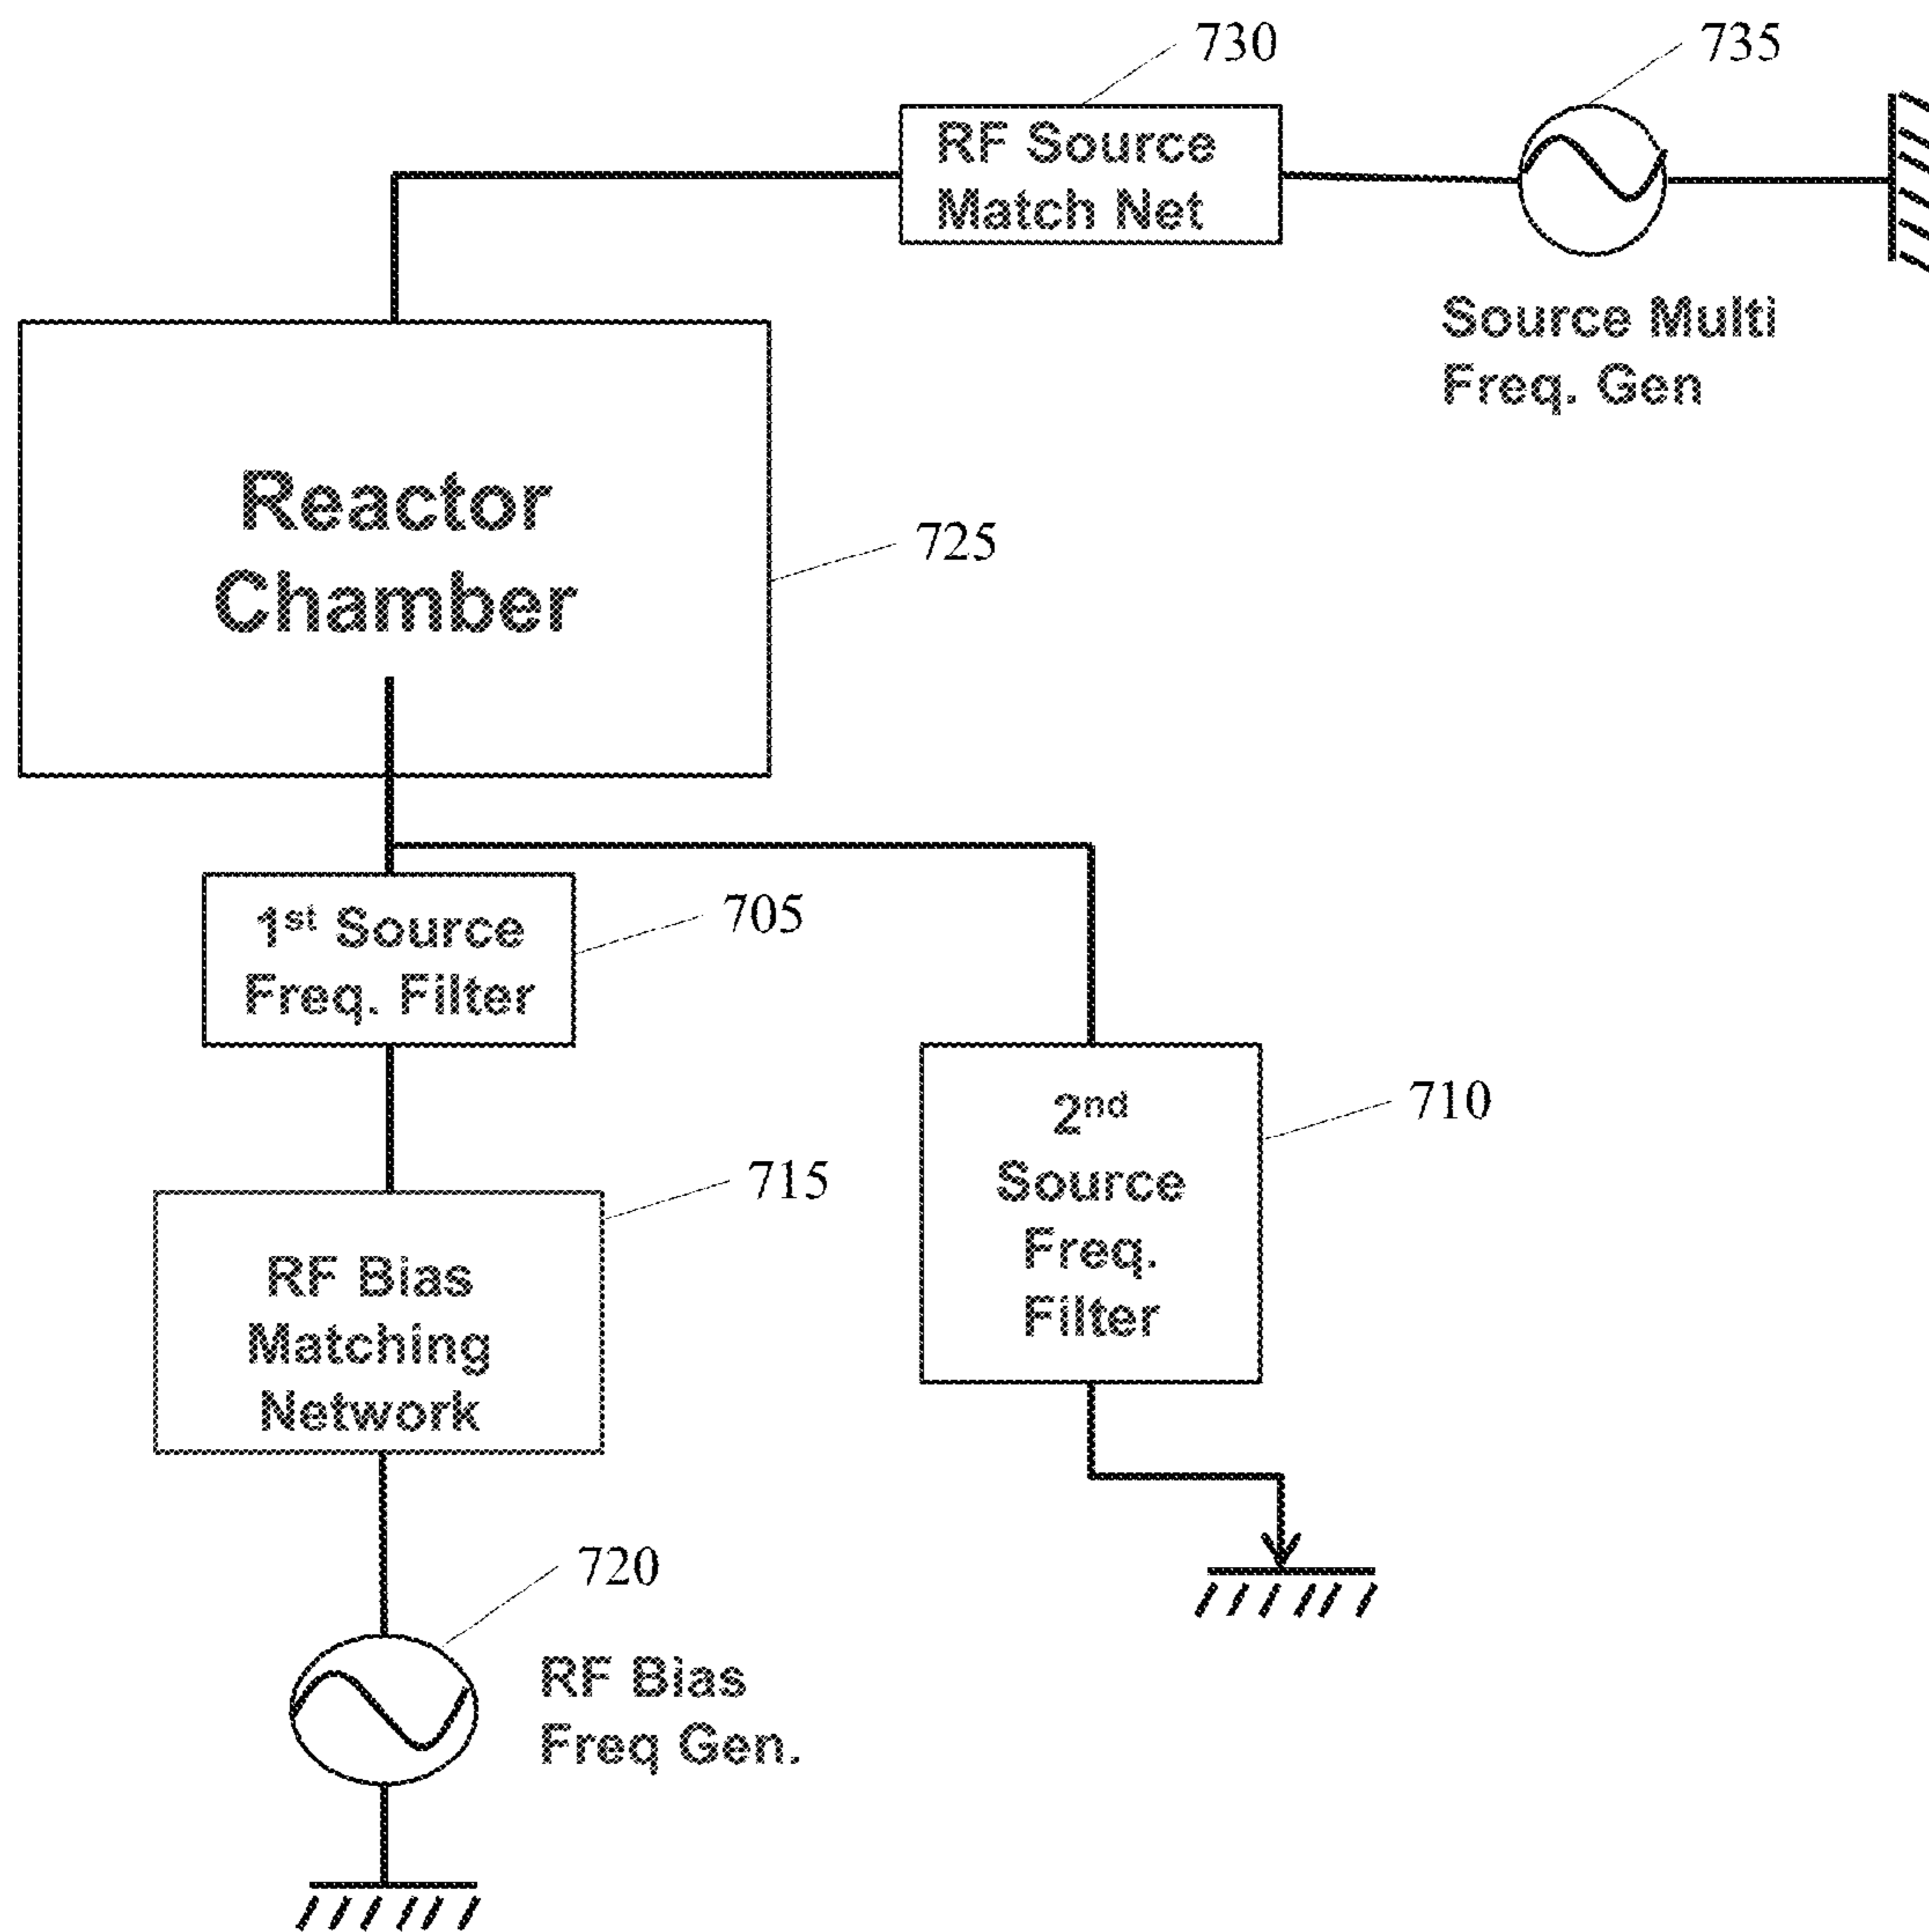 730
735
RF Source
Match Net
Source Multi
Freq. Gen
Reactor
Chamber
725
1st Source
Freq. Filter
705
2nd
Source
Freq.
Filter
710
715
RF Bias
Matching
Network
720
RF Bias
Freq Gen.